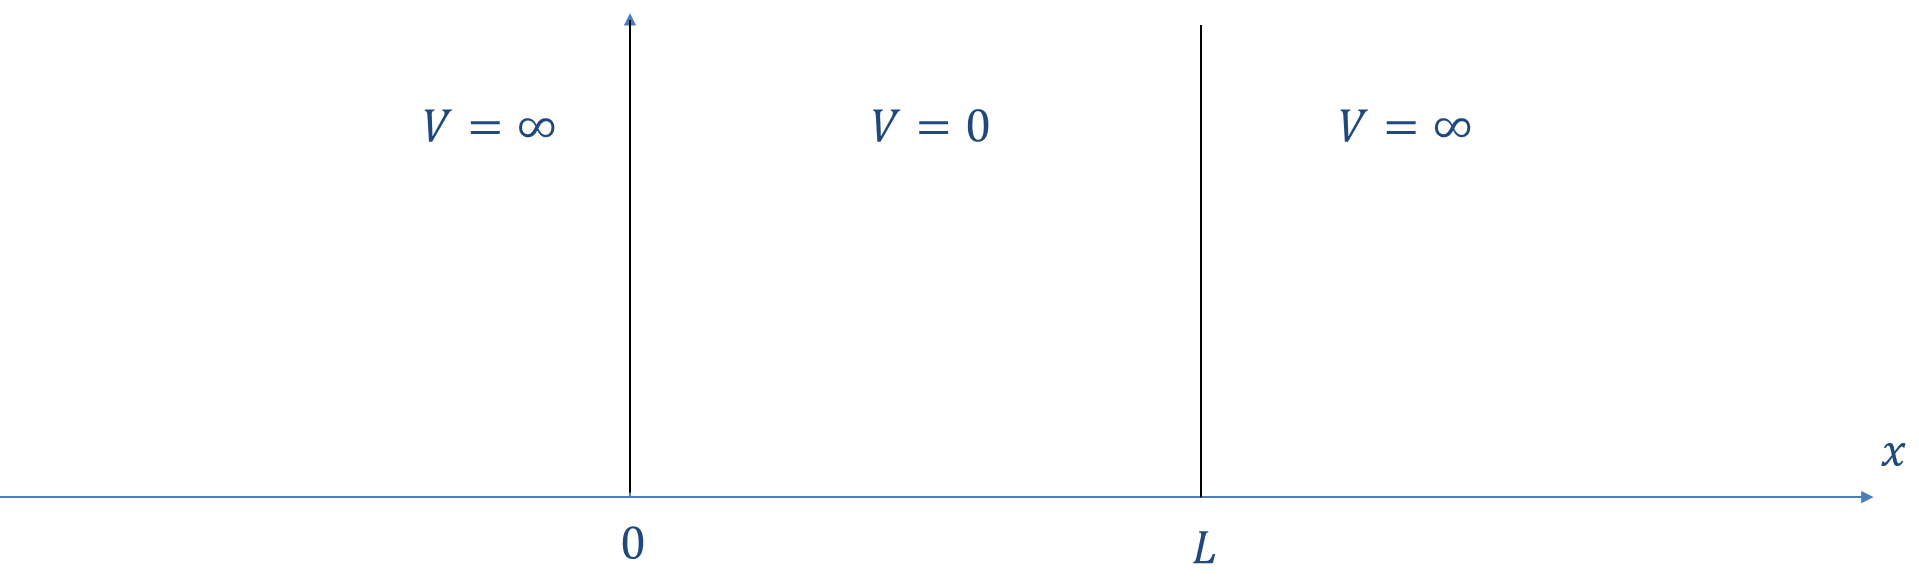 V = ∞ V = 0 V = ∞
x
0 L